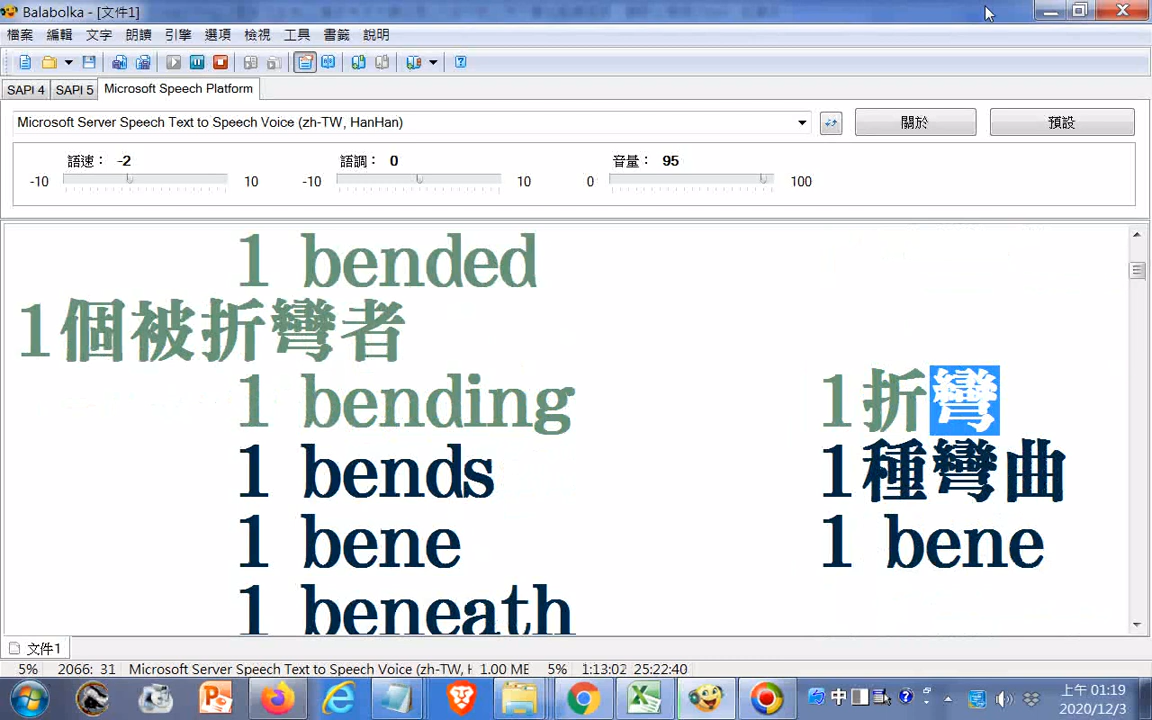 Balabolka - [文件1]
檔案 編輯 文字 朗讀 引擎 選項 檢視 工具 書籤 說明
SAPI 4 SAPI 5 Microsoft Speech Platform
Microsoft Server Speech Text to Speech Voice (zh-TW, HanHan) 關於 預設
語速： -2 語調： 0 音量： 95
-10 10 -10 10 0 100
1 bended
1個被折彎者
1 bending 1折彎
1 bends 1種彎曲
1 bene 1 bene
1 beneath
文件1
5% 2066: 31 Microsoft Server Speech Text to Speech Voice (zh-TW, H 1.00 ME 5% 1:13:02 25:22:40
中 上午 01:19
2020/12/3